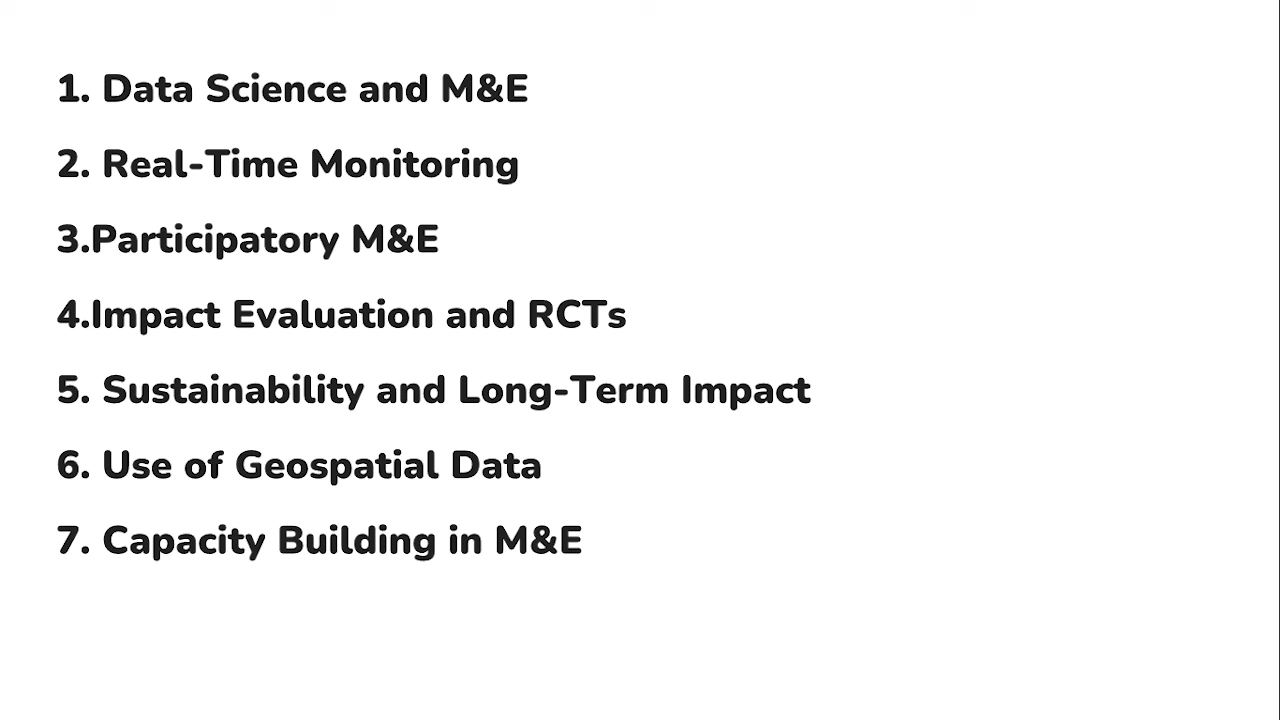 1. Data Science and M&E
2. Real-Time Monitoring
3.Participatory M&E
4.Impact Evaluation and RCTs
5. Sustainability and Long-Term Impact
6. Use of Geospatial Data
7. Capacity Building in M&E